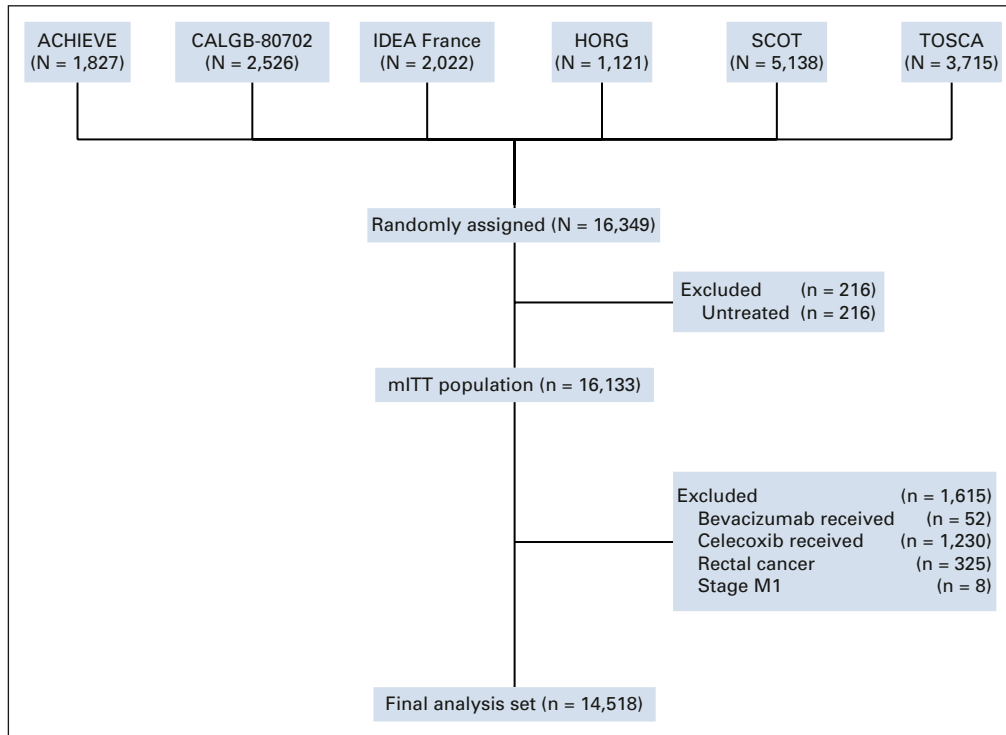 ACHIEVE
(N = 1,827)
CALGB-80702
(N = 2,526)
IDEA France
(N = 2,022)
HORG
(N = 1,121)
SCOT
(N = 5,138)
TOSCA
(N = 3,715)
Randomly assigned (N = 16,349)
Excluded (n = 216)
Untreated (n = 216)
mITT population (n = 16,133)
Excluded (n = 1,615)
Bevacizumab received (n = 52)
Celecoxib received (n = 1,230)
Rectal cancer (n = 325)
Stage M1 (n = 8)
Final analysis set (n = 14,518)